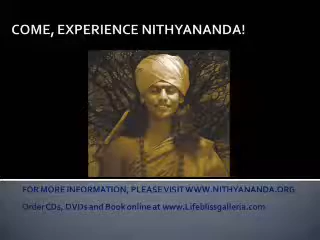 COME, EXPERIENCE NITHYANANDA!
FOR MORE INFORMATION, PLEASE VISIT WWW.NITHYANANDA.ORG
Order CDs, DVDs and Book online at www.Lifeblissgalleria.com